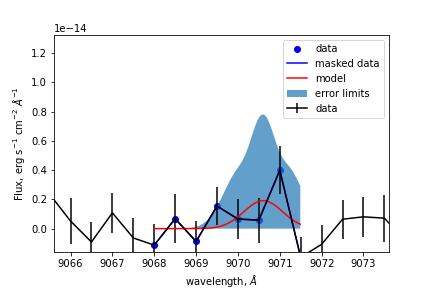 1e−14
1.2
1.0
0.8
0.6
0.4
0.2
0.0
Flux, erg s⁻¹ cm⁻² Å⁻¹
data
masked data
model
error limits
data
9066 9067 9068 9069 9070 9071 9072 9073
wavelength, Å